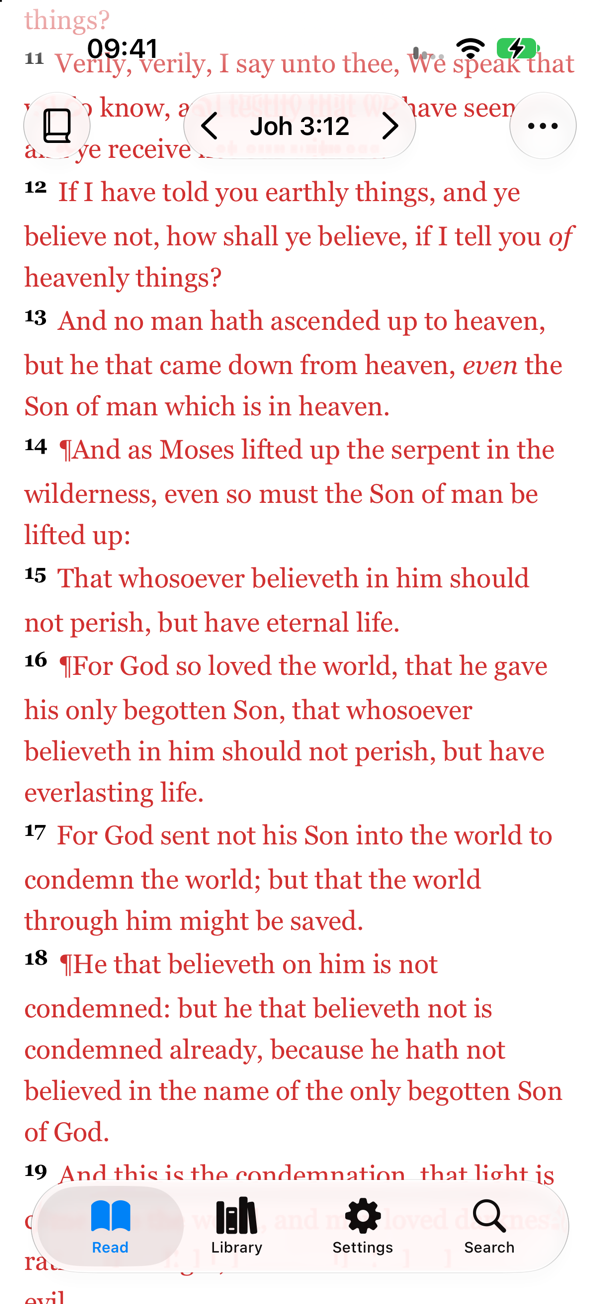 things?
09:41
11 Verily, verily, I say unto thee, We speak that
know, have seen
Joh 3:12
ye receive
12 If I have told you earthly things, and ye
believe not, how shall ye believe, if I tell you of
heavenly things?
13 And no man hath ascended up to heaven,
but he that came down from heaven, even the
Son of man which is in heaven.
14 ¶And as Moses lifted up the serpent in the
wilderness, even so must the Son of man be
lifted up:
15 That whosoever believeth in him should
not perish, but have eternal life.
16 ¶For God so loved the world, that he gave
his only begotten Son, that whosoever
believeth in him should not perish, but have
everlasting life.
17 For God sent not his Son into the world to
condemn the world; but that the world
through him might be saved.
18 ¶He that believeth on him is not
condemned: but he that believeth not is
condemned already, because he hath not
believed in the name of the only begotten Son
of God.
19 And this is the condemnation, that light is
and loved
evil
Read
Library
Settings
Search